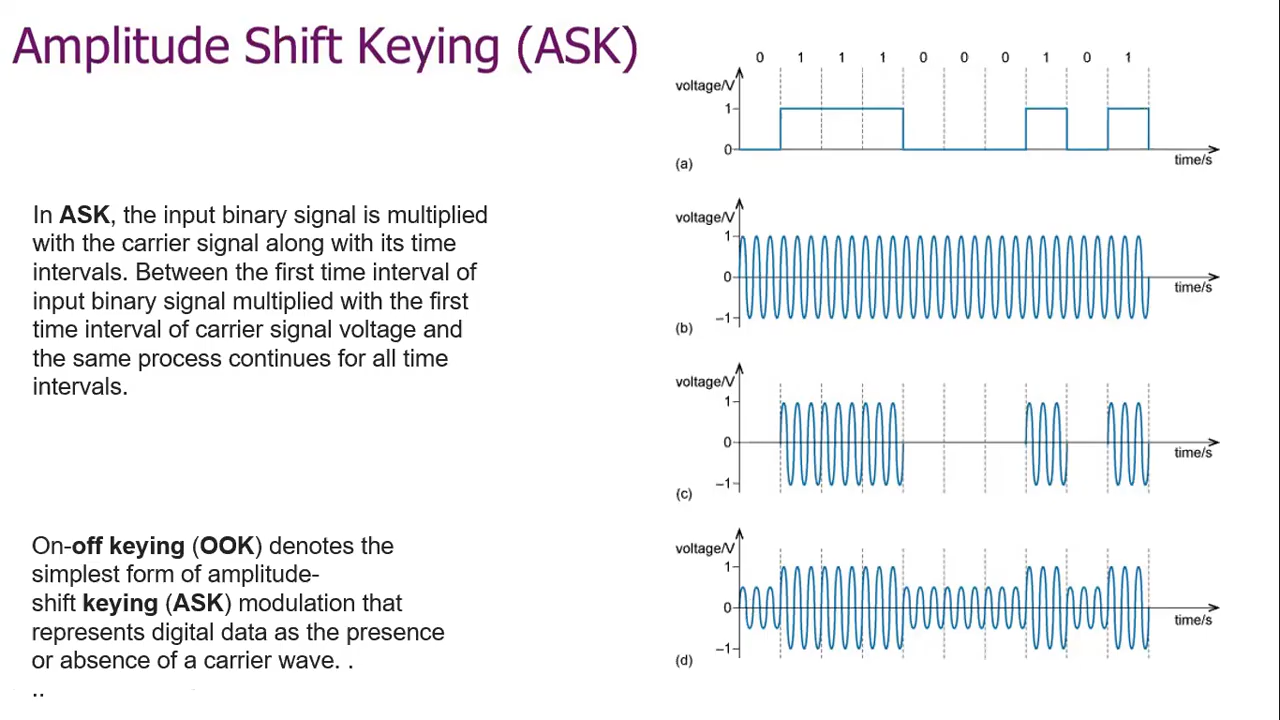 Amplitude Shift Keying (ASK)
In ASK, the input binary signal is multiplied
with the carrier signal along with its time
intervals. Between the first time interval of
input binary signal multiplied with the first
time interval of carrier signal voltage and
the same process continues for all time
intervals.
On-off keying (OOK) denotes the
simplest form of amplitude-
shift keying (ASK) modulation that
represents digital data as the presence
or absence of a carrier wave. .
..
0 1 1 1 0 0 0 1 0 1
voltage/V
1
0
time/s
(a)
voltage/V
1
0
time/s
–1
(b)
voltage/V
1
0
time/s
–1
(c)
voltage/V
1
0
time/s
–1
(d)